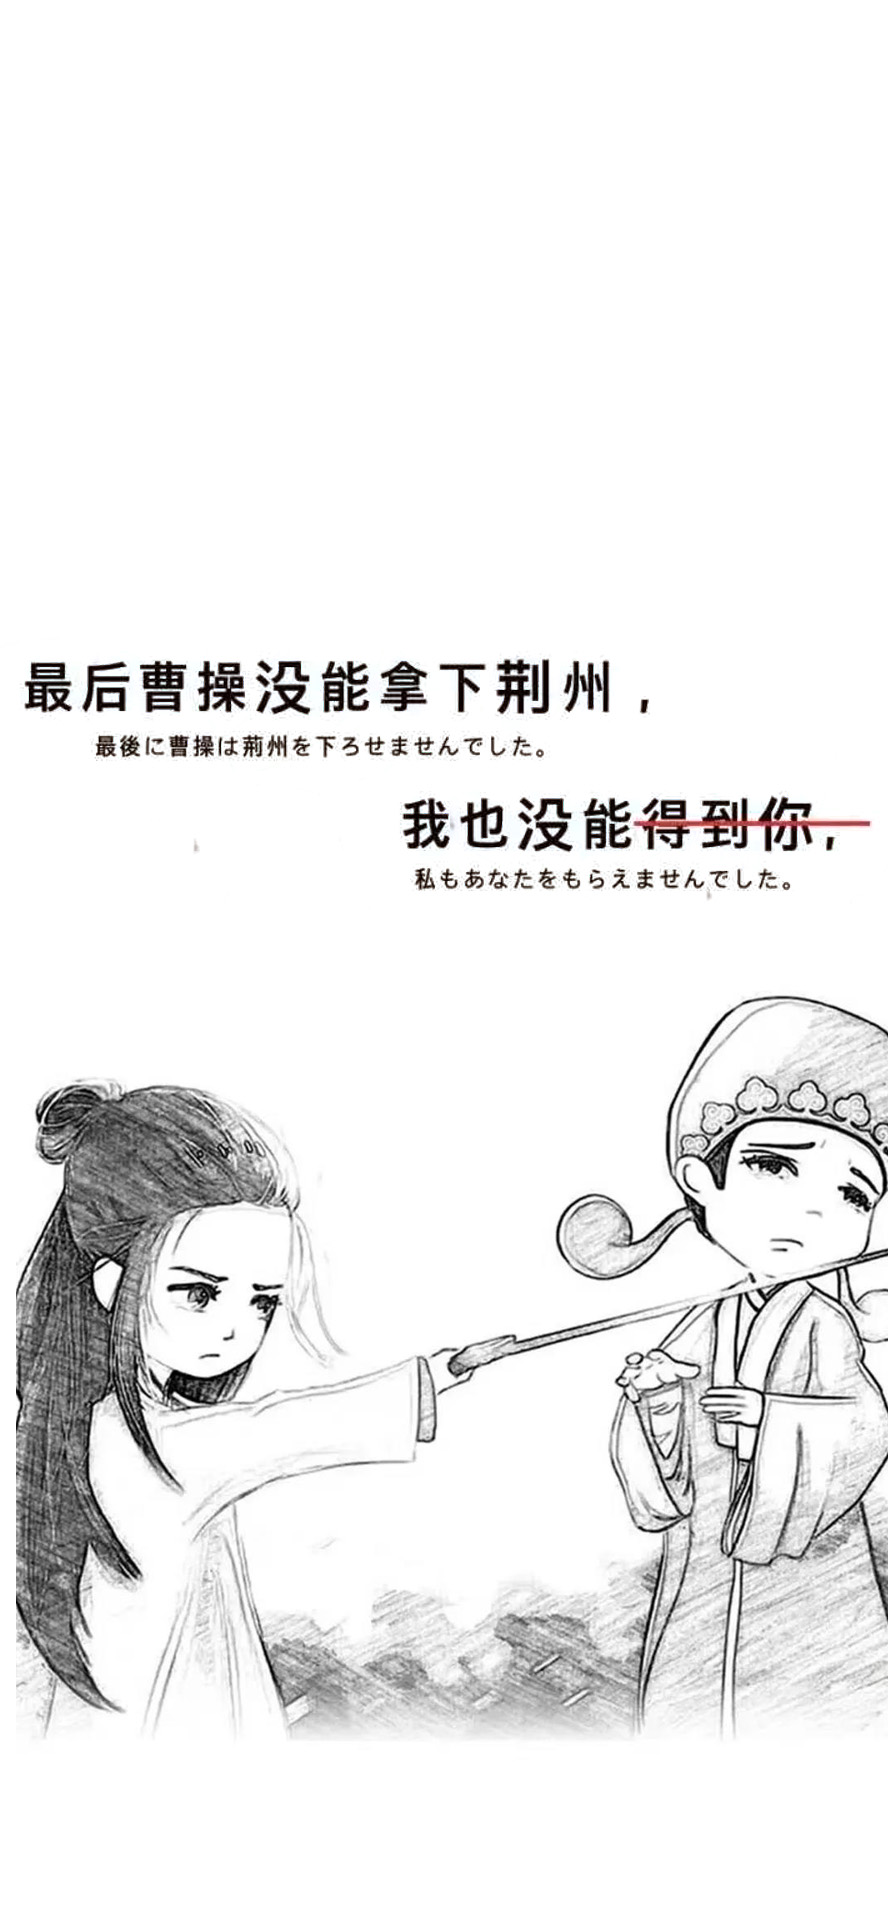 最后曹操没能拿下荆州，
最後に曹操は荊州を下ろせませんでした。
我也没能得到你，
私もあなたをもらえませんでした。